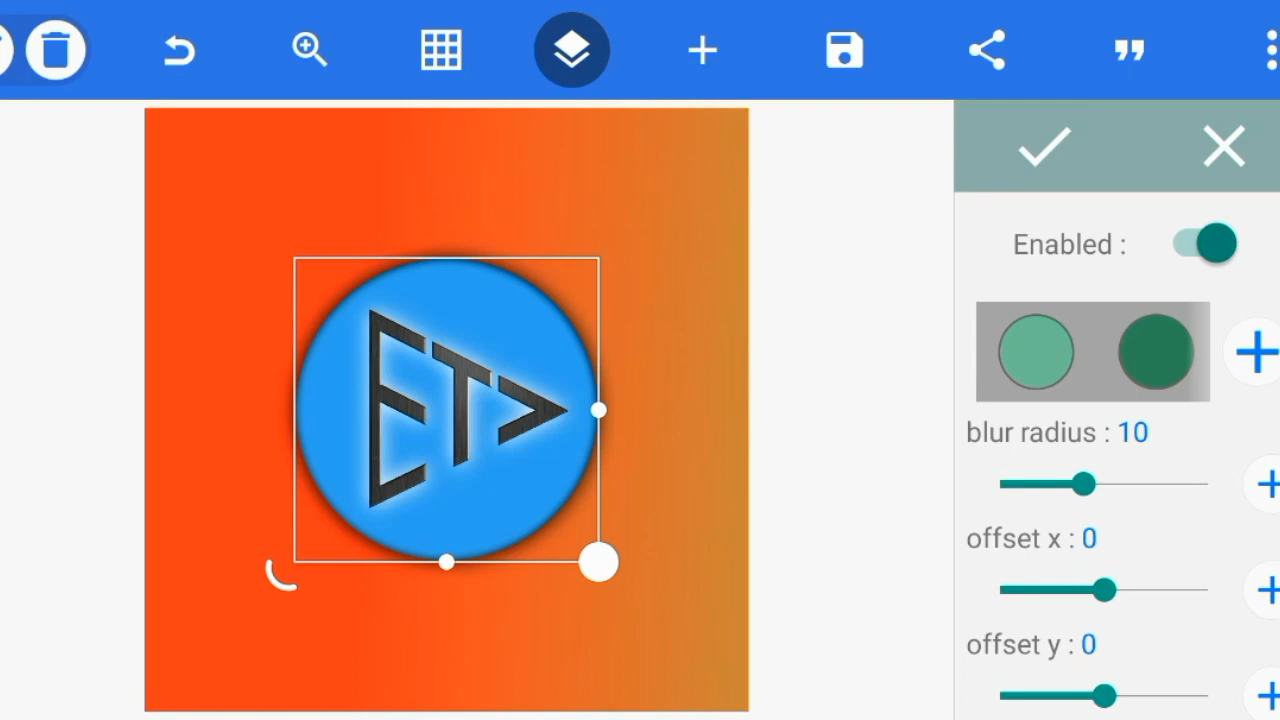 Enabled :
blur radius : 10
offset x : 0
offset y : 0
ET